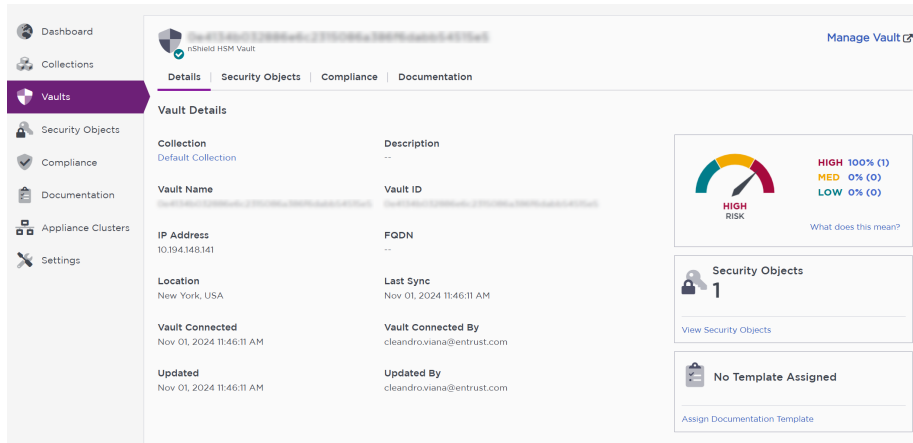 Dashboard
Collections
Vaults
Security Objects
Compliance
Documentation
Appliance Clusters
Settings
nShield HSM Vault
Manage Vault
Details
Security Objects
Compliance
Documentation
Vault Details
Collection
Default Collection
Description
--
Vault Name
Vault ID
IP Address
10.194.148.141
FQDN
--
Location
New York, USA
Last Sync
Nov 01, 2024 11:46:11 AM
Vault Connected
Nov 01, 2024 11:46:11 AM
Vault Connected By
cleandro.viana@entrust.com
Updated
Nov 01, 2024 11:46:11 AM
Updated By
cleandro.viana@entrust.com
HIGH
RISK
HIGH 100% (1)
MED 0% (0)
LOW 0% (0)
What does this mean?
Security Objects
1
View Security Objects
No Template Assigned
Assign Documentation Template